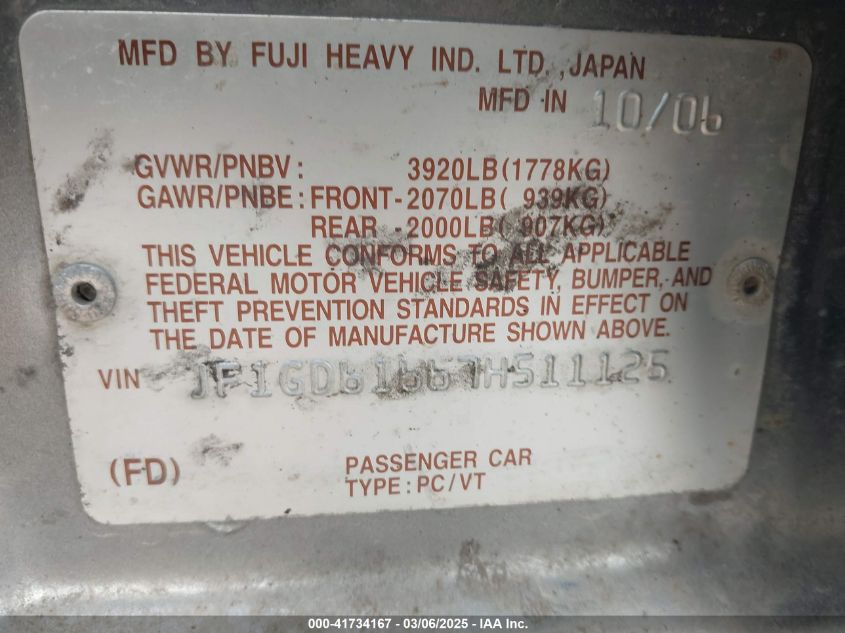 MFD BY FUJI HEAVY IND. LTD., JAPAN
MFD IN 10/06
GVWR/PNBV: 3920LB(1778KG)
GAWR/PNBE: FRONT-2070LB( 939KG)
REAR -2000LB( 907KG)
THIS VEHICLE CONFORMS TO ALL APPLICABLE
FEDERAL MOTOR VEHICLE SAFETY, BUMPER, AND
THEFT PREVENTION STANDARDS IN EFFECT ON
THE DATE OF MANUFACTURE SHOWN ABOVE.
VIN JF1GD61667H511125
(FD) PASSENGER CAR
TYPE: PC/VT
000-41734167 - 03/06/2025 - IAA Inc.